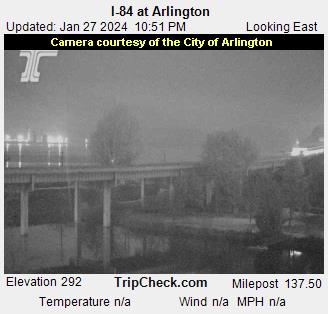 I-84 at Arlington
Updated: Jan 27 2024 10:51 PM Looking East
Camera courtesy of the City of Arlington
Elevation 292 TripCheck.com Milepost 137.50
Temperature n/a Wind n/a MPH n/a